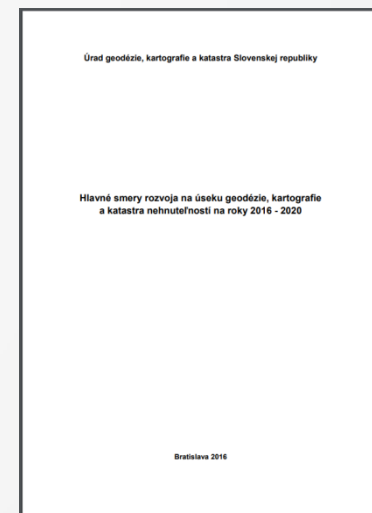 Úrad geodézie, kartografie a katastra Slovenskej republiky
Hlavné smery rozvoja na úseku geodézie, kartografie
a katastra nehnuteľností na roky 2016 - 2020
Bratislava 2016